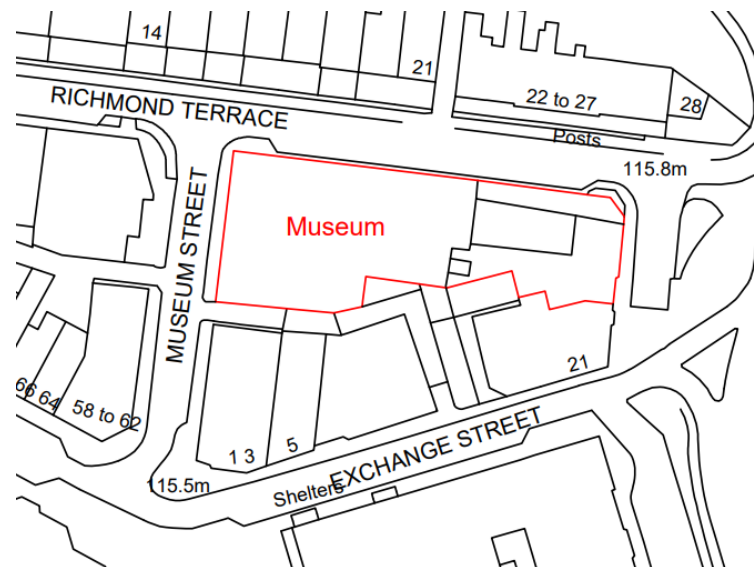 14
21
RICHMOND TERRACE
22 to 27
28
Posts
115.8m
MUSEUM STREET
Museum
66 64
58 to 62
1 3
5
21
EXCHANGE STREET
115.5m
Shelters